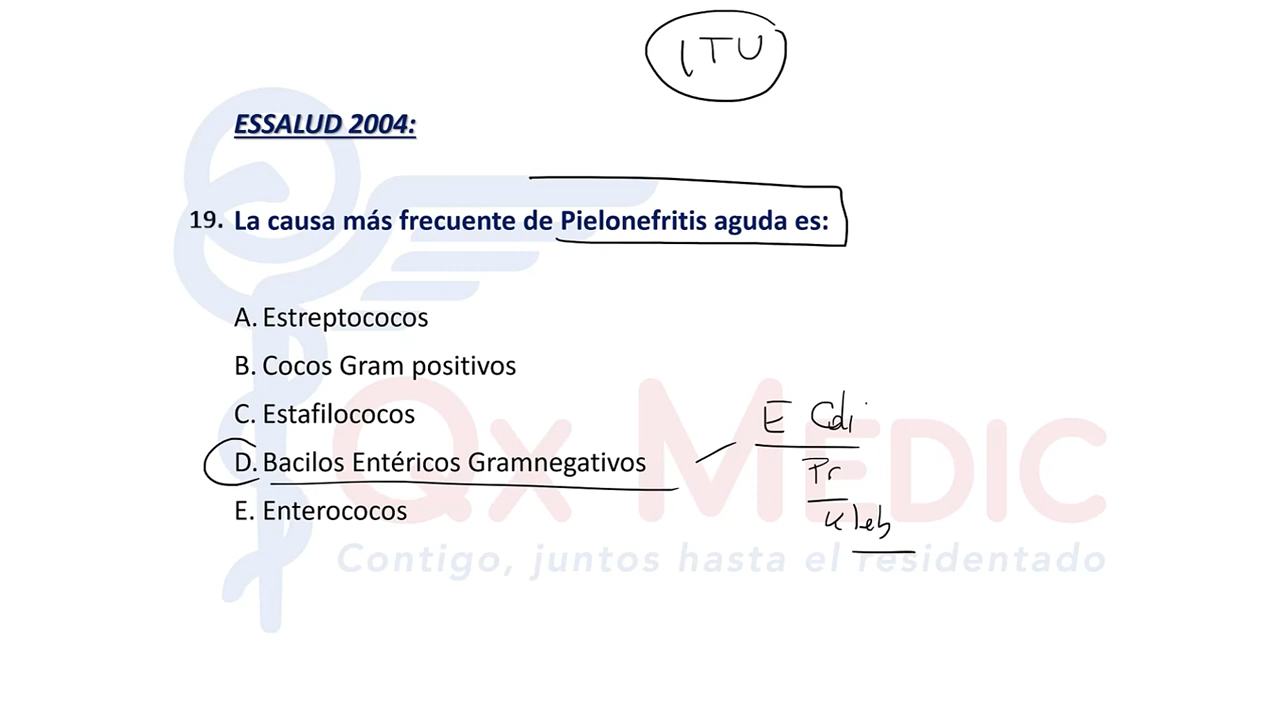 ITU
ESSALUD 2004:
19. La causa más frecuente de Pielonefritis aguda es:
A. Estreptococos
B. Cocos Gram positivos
C. Estafilococos
D. Bacilos Entéricos Gramnegativos
E. Enterococos
E Coli
Pr
Kleb
Qx MEDIC
Contigo, juntos hasta el residentado